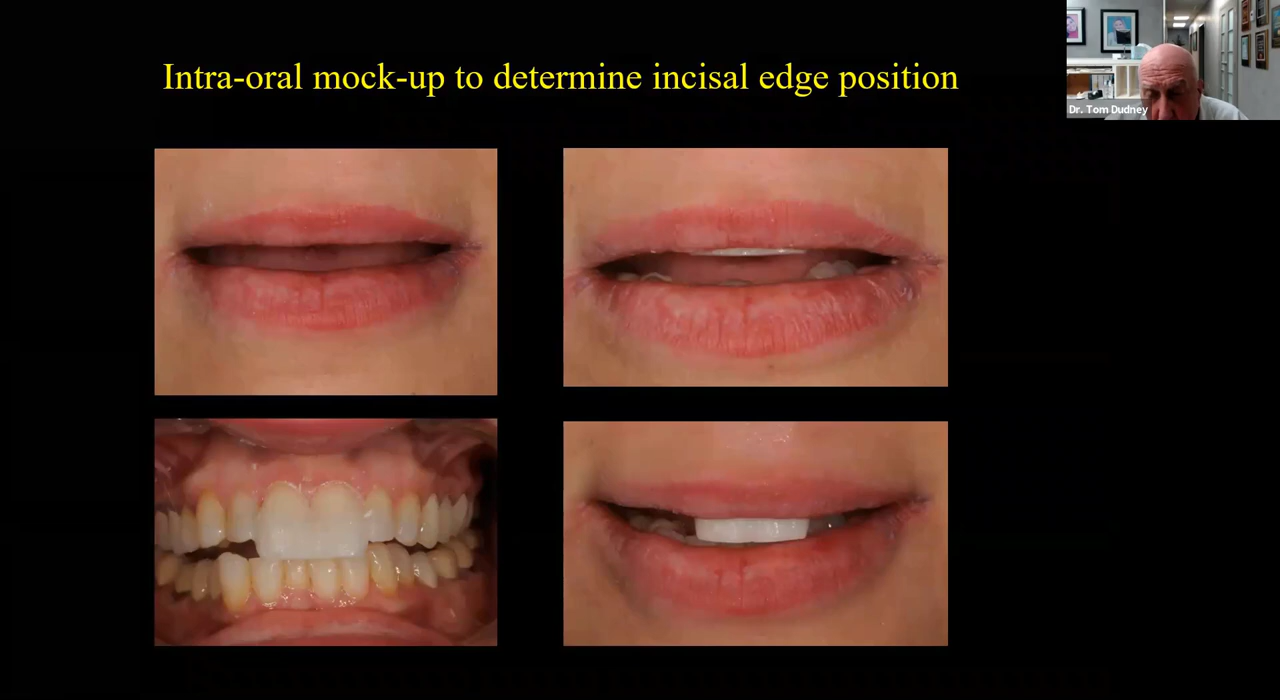 Intra-oral mock-up to determine incisal edge position
Dr. Tom Dudney